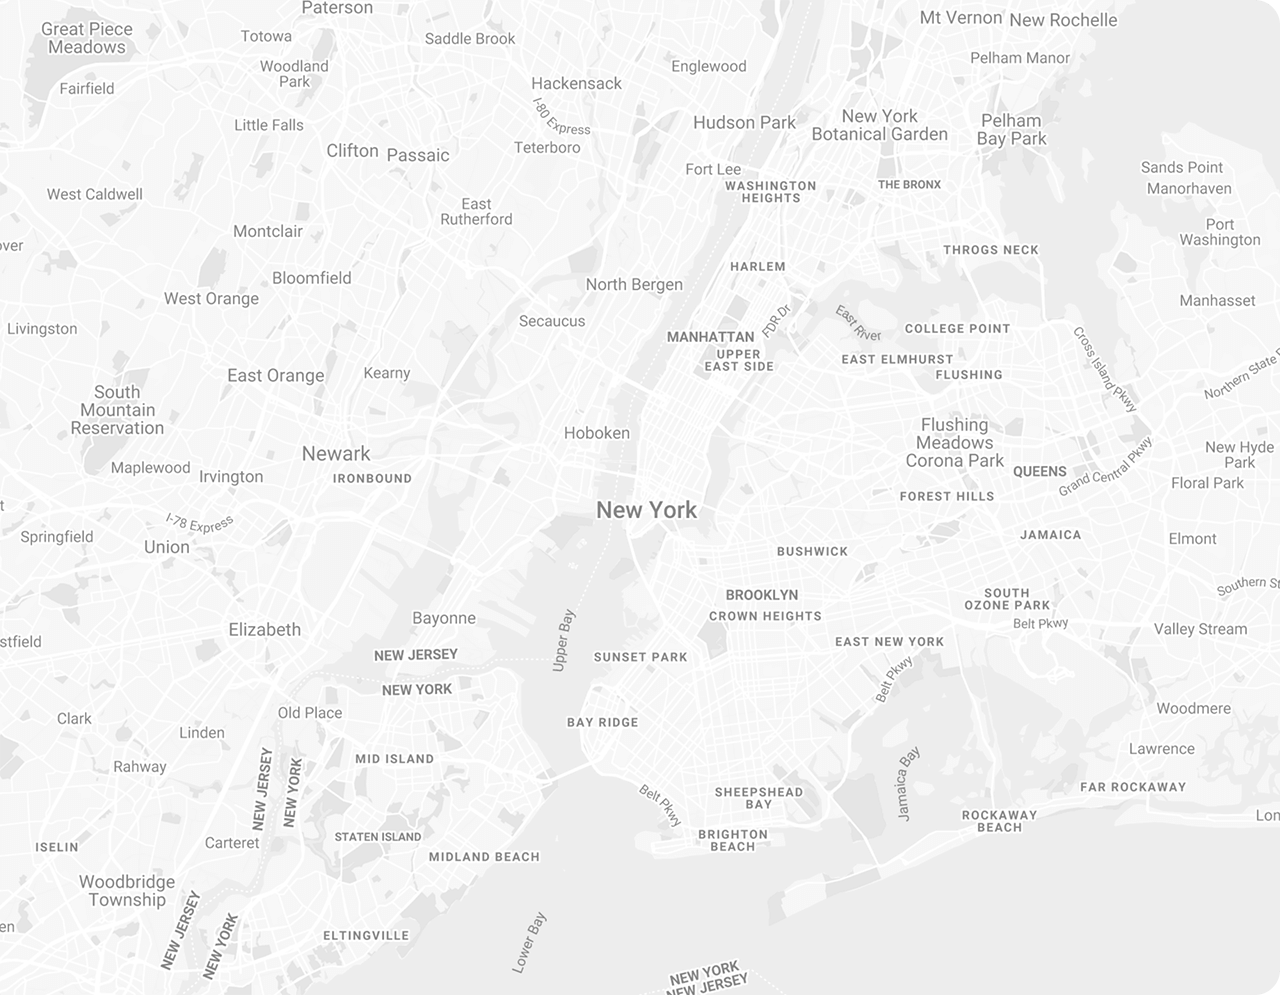 Paterson
Mt Vernon
New Rochelle
Great Piece
Meadows
Totowa
Saddle Brook
Pelham Manor
Woodland
Park
Englewood
Hackensack
Fairfield
I-80 Express
Little Falls
Hudson Park
New York
Botanical Garden
Pelham
Bay Park
Clifton
Passaic
Teterboro
Fort Lee
Sands Point
Manorhaven
West Caldwell
WASHINGTON
HEIGHTS
THE BRONX
East
Rutherford
Port
Washington
Montclair
over
THROGS NECK
HARLEM
Bloomfield
North Bergen
West Orange
Manhasset
Livingston
Secaucus
FDR Dr
East River
COLLEGE POINT
MANHATTAN
UPPER
EAST SIDE
EAST ELMHURST
FLUSHING
Cross Island Pkwy
Northern State P
East Orange
Kearny
South
Mountain
Reservation
Hoboken
Flushing
Meadows
Corona Park
Newark
IRONBOUND
Maplewood
Irvington
QUEENS
Grand Central Pkwy
New Hyde
Park
Floral Park
FOREST HILLS
t
New York
I-78 Express
Springfield
Union
JAMAICA
Elmont
BUSHWICK
Southern St
BROOKLYN
CROWN HEIGHTS
SOUTH
OZONE PARK
Belt Pkwy
Bayonne
Elizabeth
Valley Stream
stfield
Upper Bay
EAST NEW YORK
NEW JERSEY
NEW YORK
SUNSET PARK
Belt Pkwy
Old Place
Clark
Linden
BAY RIDGE
Woodmere
Lawrence
MID ISLAND
Rahway
NEW JERSEY
NEW YORK
Jamaica Bay
SHEEPSHEAD
BAY
Belt Pkwy
FAR ROCKAWAY
ROCKAWAY
BEACH
Lon
STATEN ISLAND
Carteret
BRIGHTON
BEACH
ISELIN
MIDLAND BEACH
Woodbridge
Township
en
NEW JERSEY
NEW YORK
ELTINGVILLE
Lower Bay
NEW YORK
NEW JERSEY